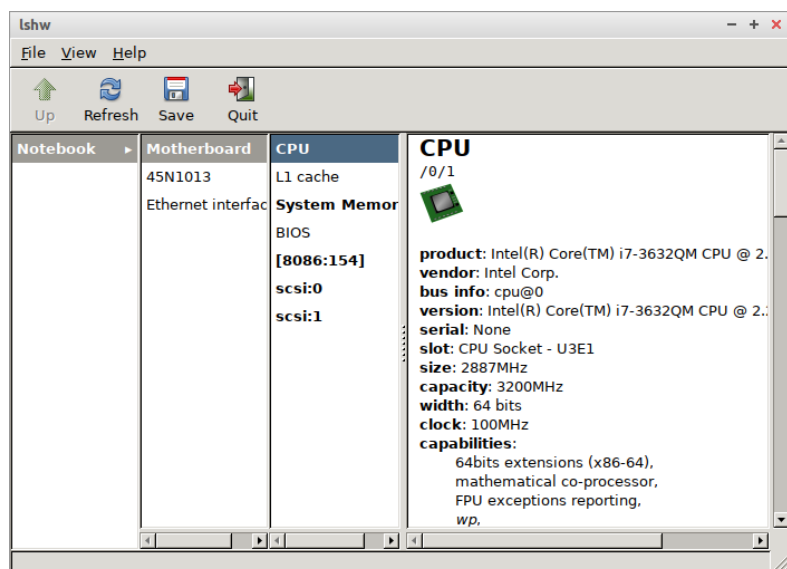 lshw
File View Help
Up Refresh Save Quit
Notebook
Motherboard
45N1013
Ethernet interfac
CPU
L1 cache
System Memor
BIOS
[8086:154]
scsi:0
scsi:1
CPU
/0/1
product: Intel(R) Core(TM) i7-3632QM CPU @ 2.
vendor: Intel Corp.
bus info: cpu@0
version: Intel(R) Core(TM) i7-3632QM CPU @ 2.
serial: None
slot: CPU Socket - U3E1
size: 2887MHz
capacity: 3200MHz
width: 64 bits
clock: 100MHz
capabilities:
64bits extensions (x86-64),
mathematical co-processor,
FPU exceptions reporting,
wp,